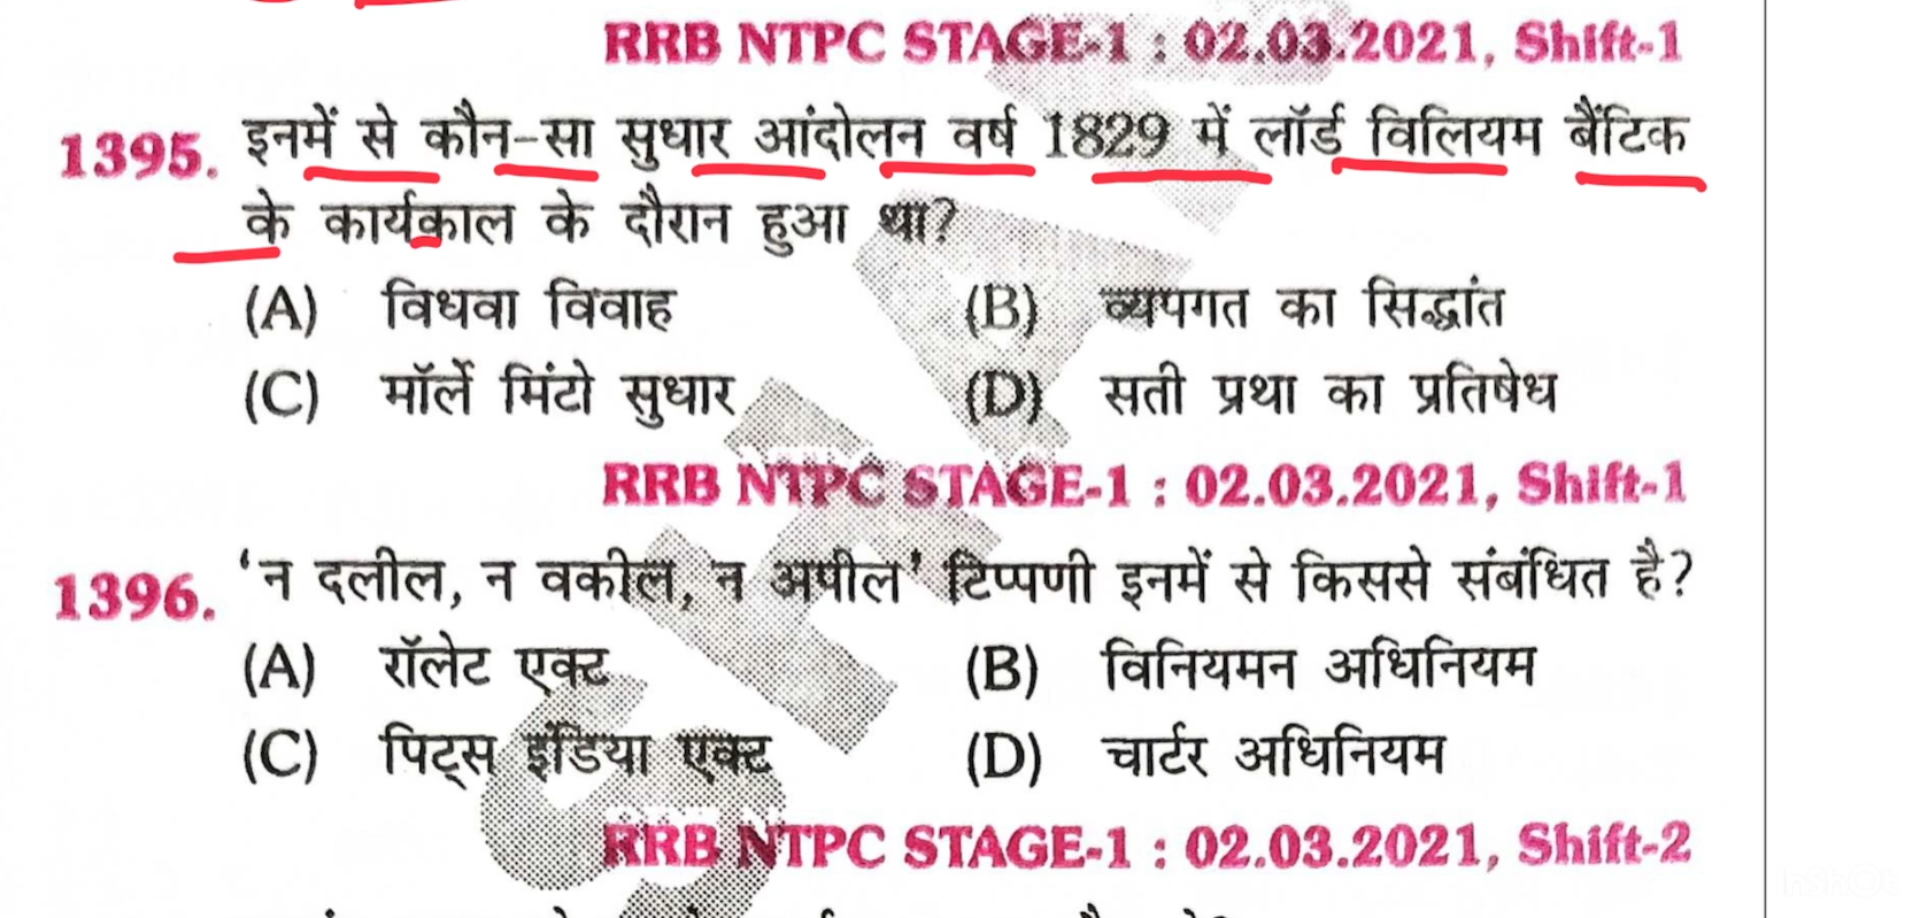 RRB NTPC STAGE-1 : 02.03.2021, Shift-1
1395. इनमें से कौन-सा सुधार आंदोलन वर्ष 1829 में लॉर्ड विलियम बैंटिक
के कार्यकाल के दौरान हुआ था?
(A) विधवा विवाह (B) व्यपगत का सिद्धांत
(C) मॉर्ले मिंटो सुधार (D) सती प्रथा का प्रतिषेध
RRB NTPC STAGE-1 : 02.03.2021, Shift-1
1396. ‘न दलील, न वकील, न अपील’ टिप्पणी इनमें से किससे संबंधित है?
(A) रॉलेट एक्ट (B) विनियमन अधिनियम
(C) पिट्स इंडिया एक्ट (D) चार्टर अधिनियम
RRB NTPC STAGE-1 : 02.03.2021, Shift-2